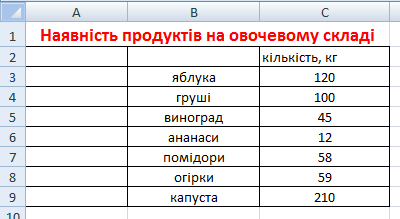 A B C
1 Наявність продуктів на овочевому складі
2 кількість, кг
3 яблука 120
4 груші 100
5 виноград 45
6 ананаси 12
7 помідори 58
8 огірки 59
9 капуста 210
10